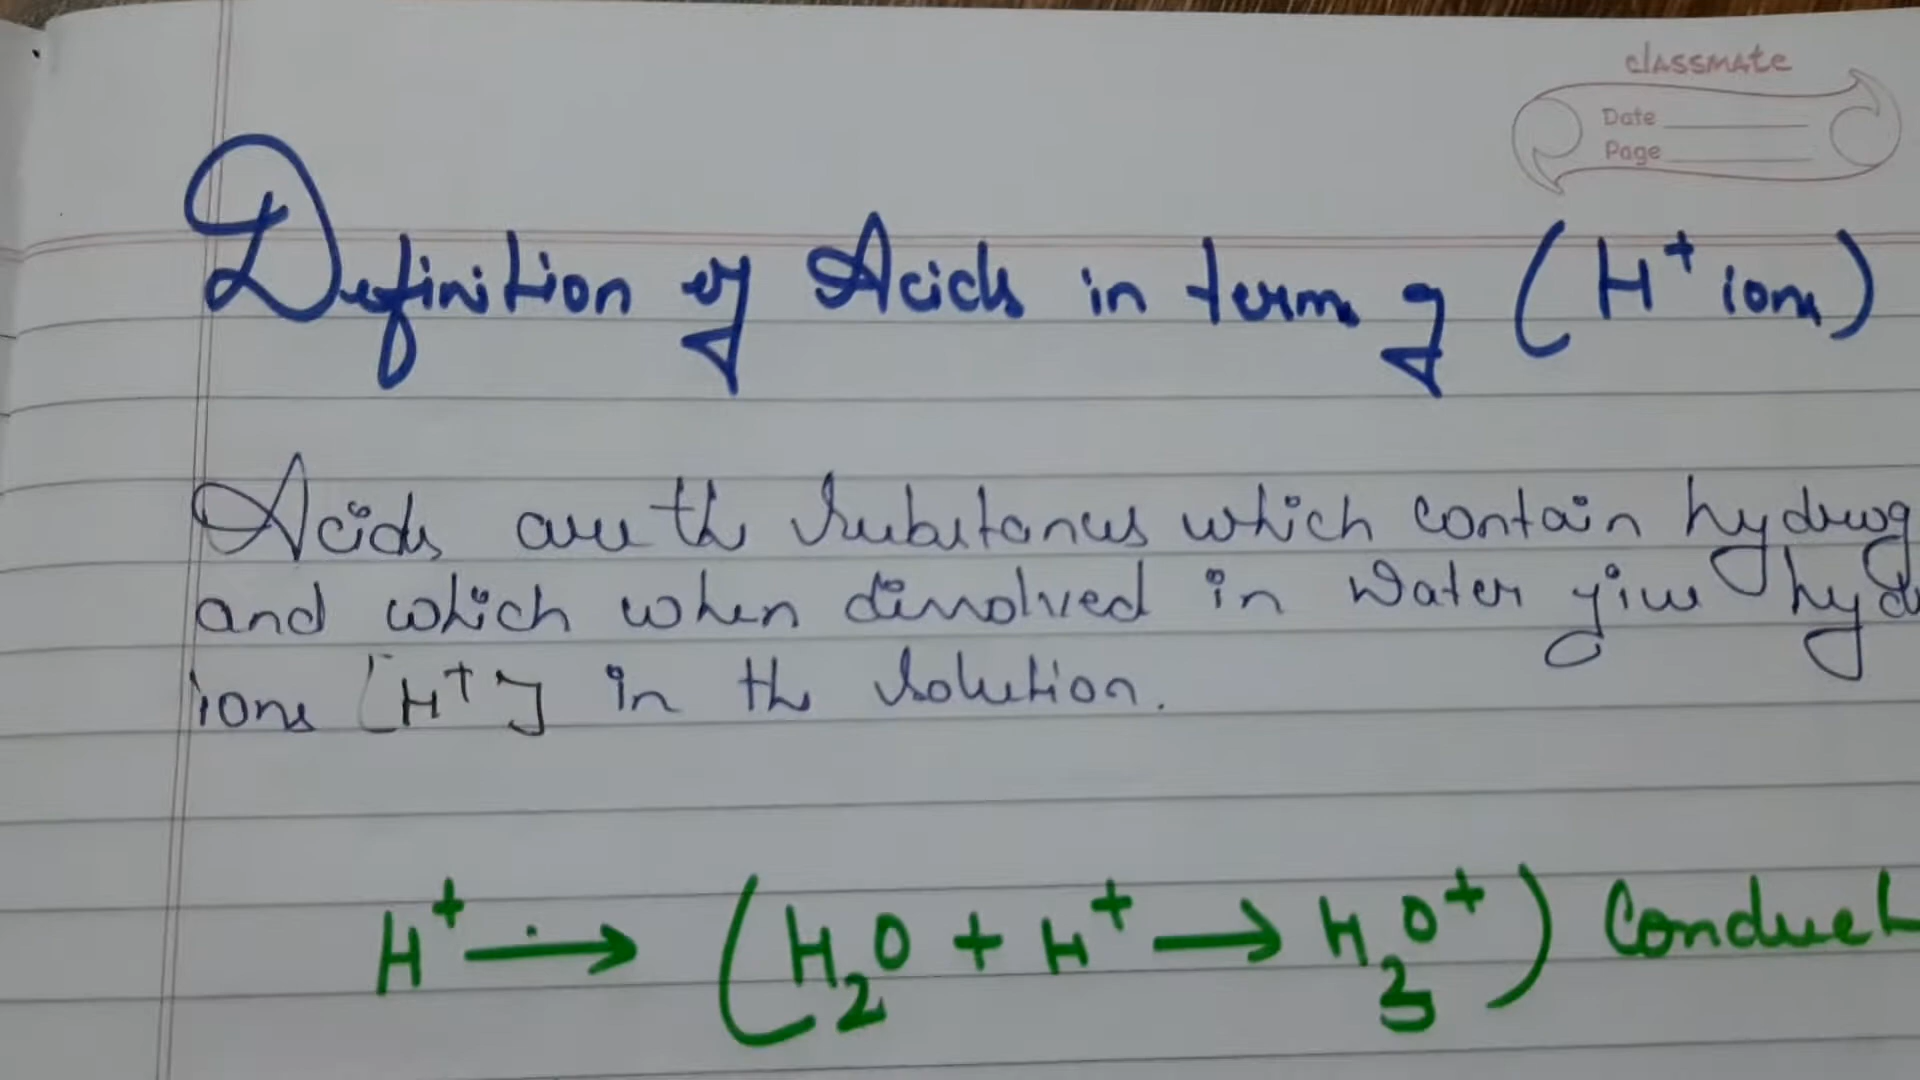 classmate
Date
Page
Definition of Acids in term of (H⁺ ions)
Acids are the substances which contain hydrog
and which when dissolved in water give hyd
ions [H⁺] in the solution.
H⁺ → (H₂O + H⁺ → H₃O⁺) Conduct